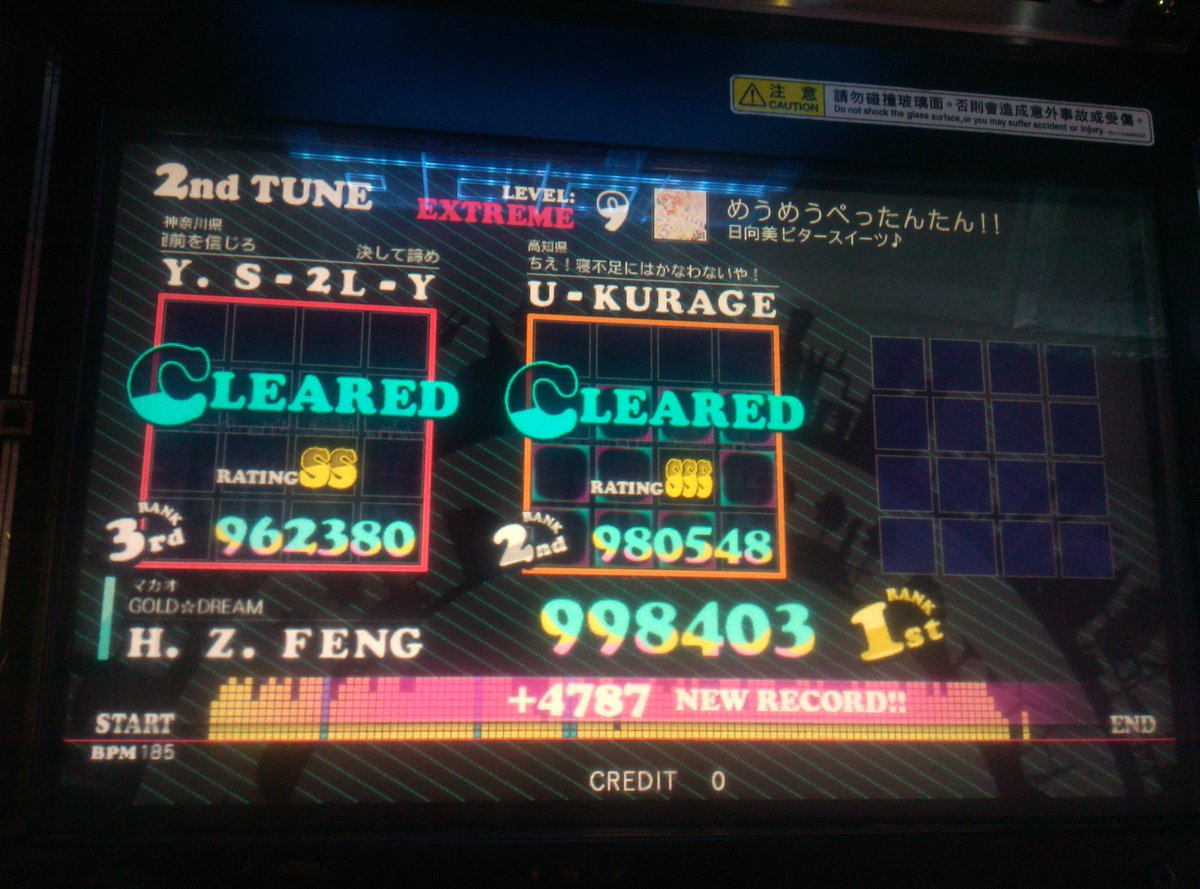 注意
CAUTION
請勿碰撞玻璃面。否則會造成意外事故或受傷。
Do not shock the glass surface,or you may suffer accident or injury.
2nd TUNE
LEVEL:
EXTREME
9
めうめうぺったんたん!!
日向美ビタースイーツ♪
神奈川県
前を信じろ
決して諦め
Y. S-2L-Y
高知県
ちえ!寝不足にはかなわないや!
U-KURAGE
CLEARED
RATING SS
RANK
3rd
962380
CLEARED
RATING SSS
RANK
2nd
980548
マカオ
GOLD☆DREAM
H. Z. FENG
998403
RANK
1st
+4787 NEW RECORD!!
START
END
BPM 185
CREDIT 0